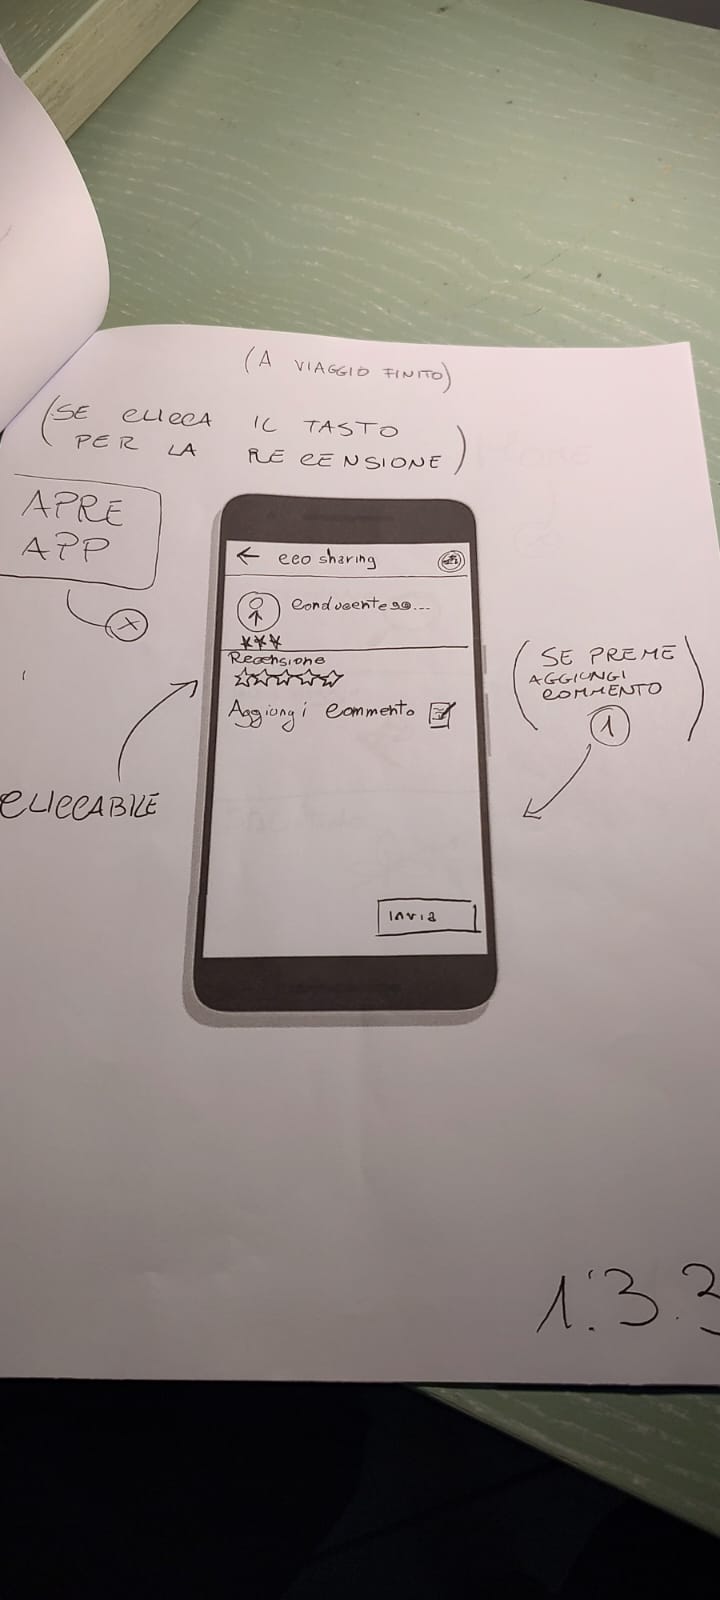 (A VIAGGIO FINITO)
(SE CLICCA IL TASTO
PER LA RECENSIONE)
APRE
APP
X
← eco sharing
conducente90...
Recensione
Aggiungi commento
Invia
CLICCABILE
(SE PREME
AGGIUNGI
COMMENTO
1)
1.3.3